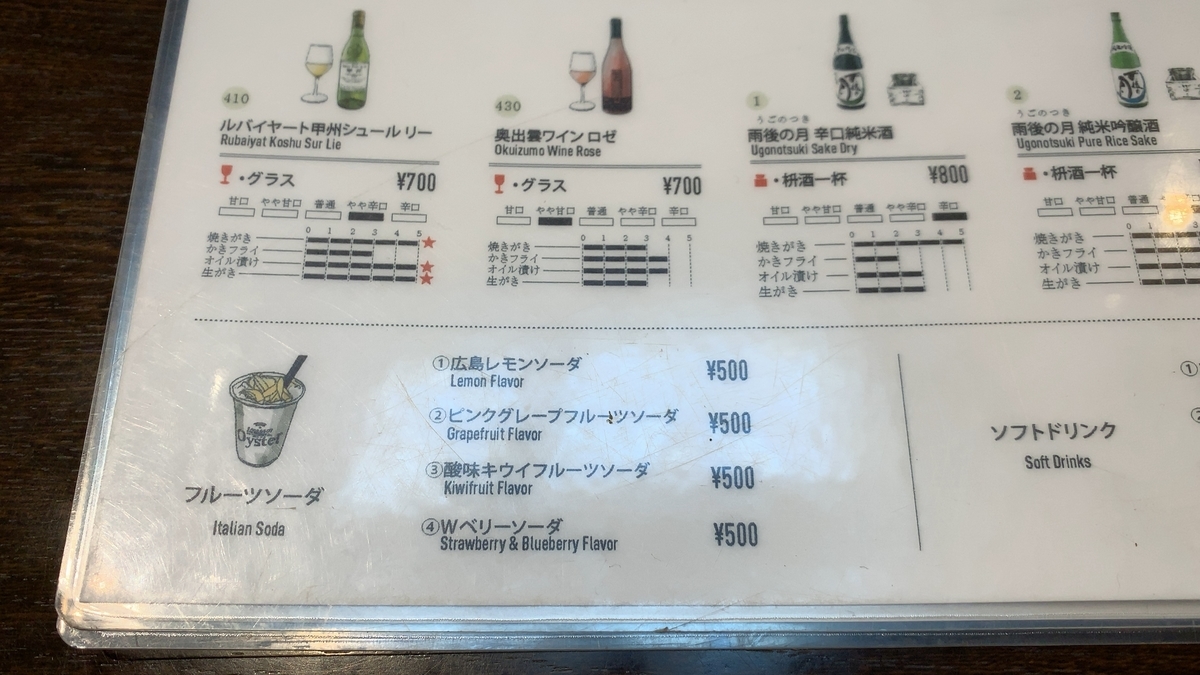 410
ルバイヤート甲州シュール リー
Rubaiyat Koshu Sur Lie
・グラス ¥700
甘口 やや甘口 普通 やや辛口 辛口
0 1 2 3 4 5
焼きがき
かきフライ
オイル漬け
生がき
430
奥出雲ワイン ロゼ
Okuizumo Wine Rose
・グラス ¥700
甘口 やや甘口 普通 やや辛口 辛口
0 1 2 3 4 5
焼きがき
かきフライ
オイル漬け
生がき
1
うごのつき
雨後の月 辛口純米酒
Ugonotsuki Sake Dry
・枡酒一杯 ¥800
甘口 やや甘口 普通 やや辛口 辛口
0 1 2 3 4 5
焼きがき
かきフライ
オイル漬け
生がき
2
うごのつき
雨後の月 純米吟醸酒
Ugonotsuki Pure Rice Sake
・枡酒一杯
甘口 やや甘口 普通
0 1 2 3
焼きがき
かきフライ
オイル漬け
生がき
Oyster
フルーツソーダ
Italian Soda
①広島レモンソーダ ¥500
Lemon Flavor
②ピンクグレープフルーツソーダ ¥500
Grapefruit Flavor
③酸味キウイフルーツソーダ ¥500
Kiwifruit Flavor
④Wベリーソーダ ¥500
Strawberry & Blueberry Flavor
ソフトドリンク
Soft Drinks
①
②